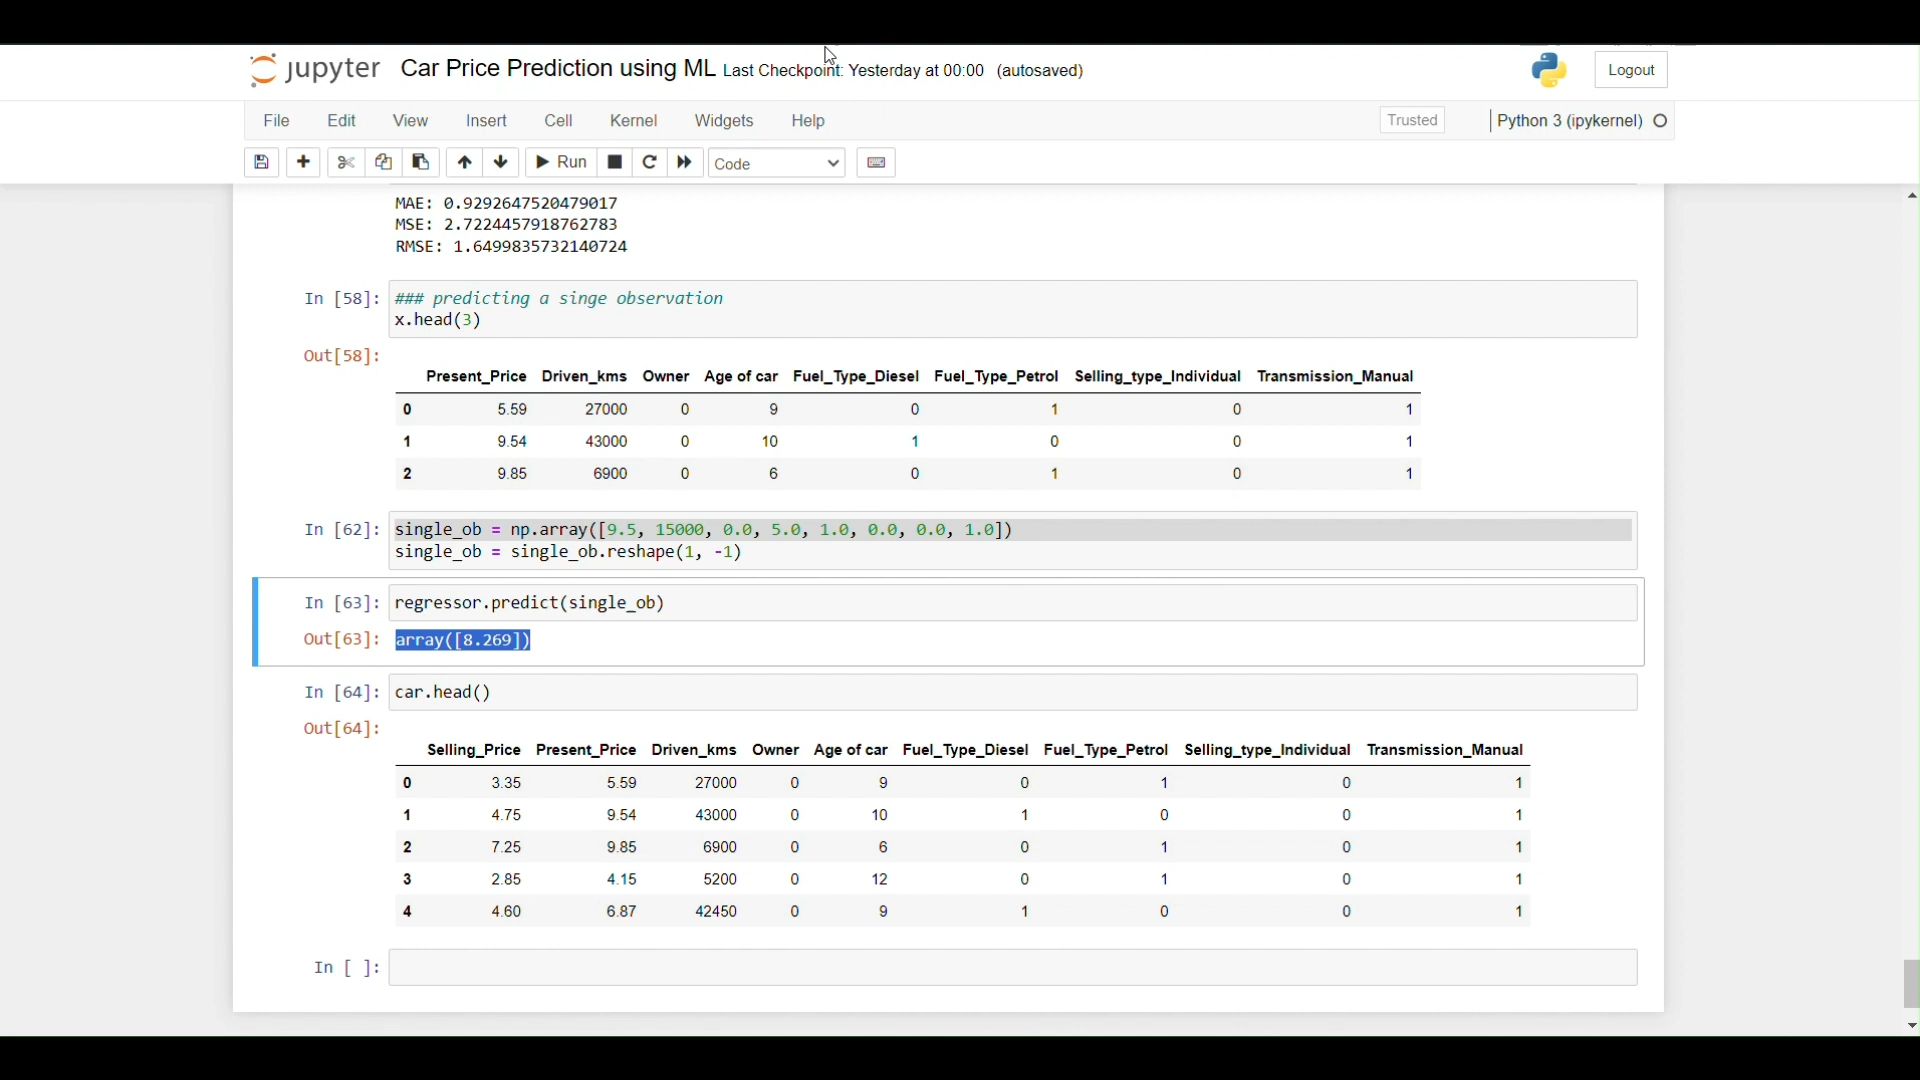 jupyter Car Price Prediction using ML Last Checkpoint: Yesterday at 00:00 (autosaved) Logout
File Edit View Insert Cell Kernel Widgets Help Trusted Python 3 (ipykernel)
Run Code
MAE: 0.9292647520479017
MSE: 2.7224457918762783
RMSE: 1.6499835732140724
In [58]: ### predicting a singe observation
x.head(3)
Out[58]:
Present_Price Driven_kms Owner Age of car Fuel_Type_Diesel Fuel_Type_Petrol Selling_type_Individual Transmission_Manual
0 5.59 27000 0 9 0 1 0 1
1 9.54 43000 0 10 1 0 0 1
2 9.85 6900 0 6 0 1 0 1
In [62]: single_ob = np.array([9.5, 15000, 0.0, 5.0, 1.0, 0.0, 0.0, 1.0])
single_ob = single_ob.reshape(1, -1)
In [63]: regressor.predict(single_ob)
Out[63]: array([8.269])
In [64]: car.head()
Out[64]:
Selling_Price Present_Price Driven_kms Owner Age of car Fuel_Type_Diesel Fuel_Type_Petrol Selling_type_Individual Transmission_Manual
0 3.35 5.59 27000 0 9 0 1 0 1
1 4.75 9.54 43000 0 10 1 0 0 1
2 7.25 9.85 6900 0 6 0 1 0 1
3 2.85 4.15 5200 0 12 0 1 0 1
4 4.60 6.87 42450 0 9 1 0 0 1
In [ ]: